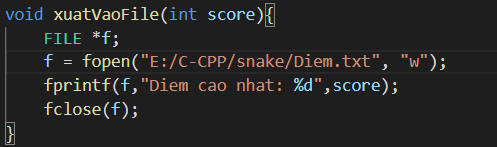 void xuatVaoFile(int score){
    FILE *f;
    f = fopen("E:/C-CPP/snake/Diem.txt", "w");
    fprintf(f,"Diem cao nhat: %d",score);
    fclose(f);
}